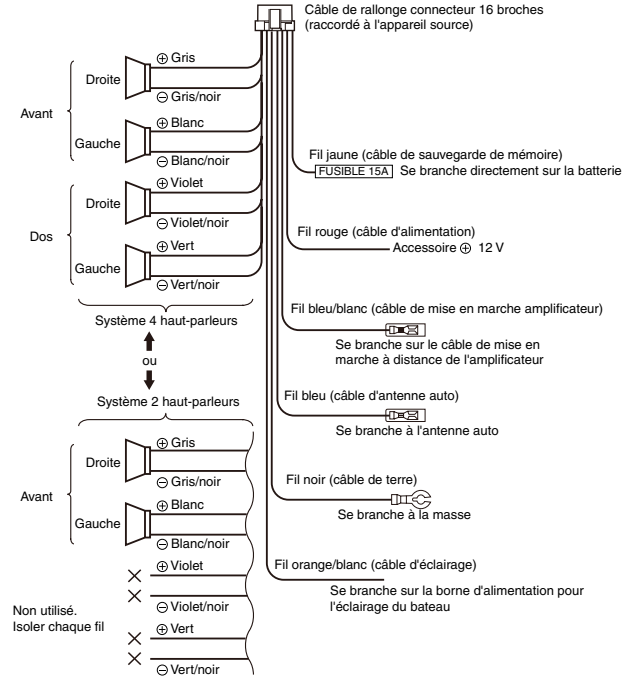 Câble de rallonge connecteur 16 broches
(raccordé à l'appareil source)
Avant
Droite
⊕ Gris
⊖ Gris/noir
Gauche
⊕ Blanc
⊖ Blanc/noir
Dos
Droite
⊕ Violet
⊖ Violet/noir
Gauche
⊕ Vert
⊖ Vert/noir
Système 4 haut-parleurs
ou
Système 2 haut-parleurs
Avant
Droite
⊕ Gris
⊖ Gris/noir
Gauche
⊕ Blanc
⊖ Blanc/noir
Non utilisé.
Isoler chaque fil
⊕ Violet
⊖ Violet/noir
⊕ Vert
⊖ Vert/noir
Fil jaune (câble de sauvegarde de mémoire)
FUSIBLE 15A Se branche directement sur la batterie
Fil rouge (câble d'alimentation)
Accessoire ⊕ 12 V
Fil bleu/blanc (câble de mise en marche amplificateur)
Se branche sur le câble de mise en
marche à distance de l'amplificateur
Fil bleu (câble d'antenne auto)
Se branche à l'antenne auto
Fil noir (câble de terre)
Se branche à la masse
Fil orange/blanc (câble d'éclairage)
Se branche sur la borne d'alimentation pour
l'éclairage du bateau